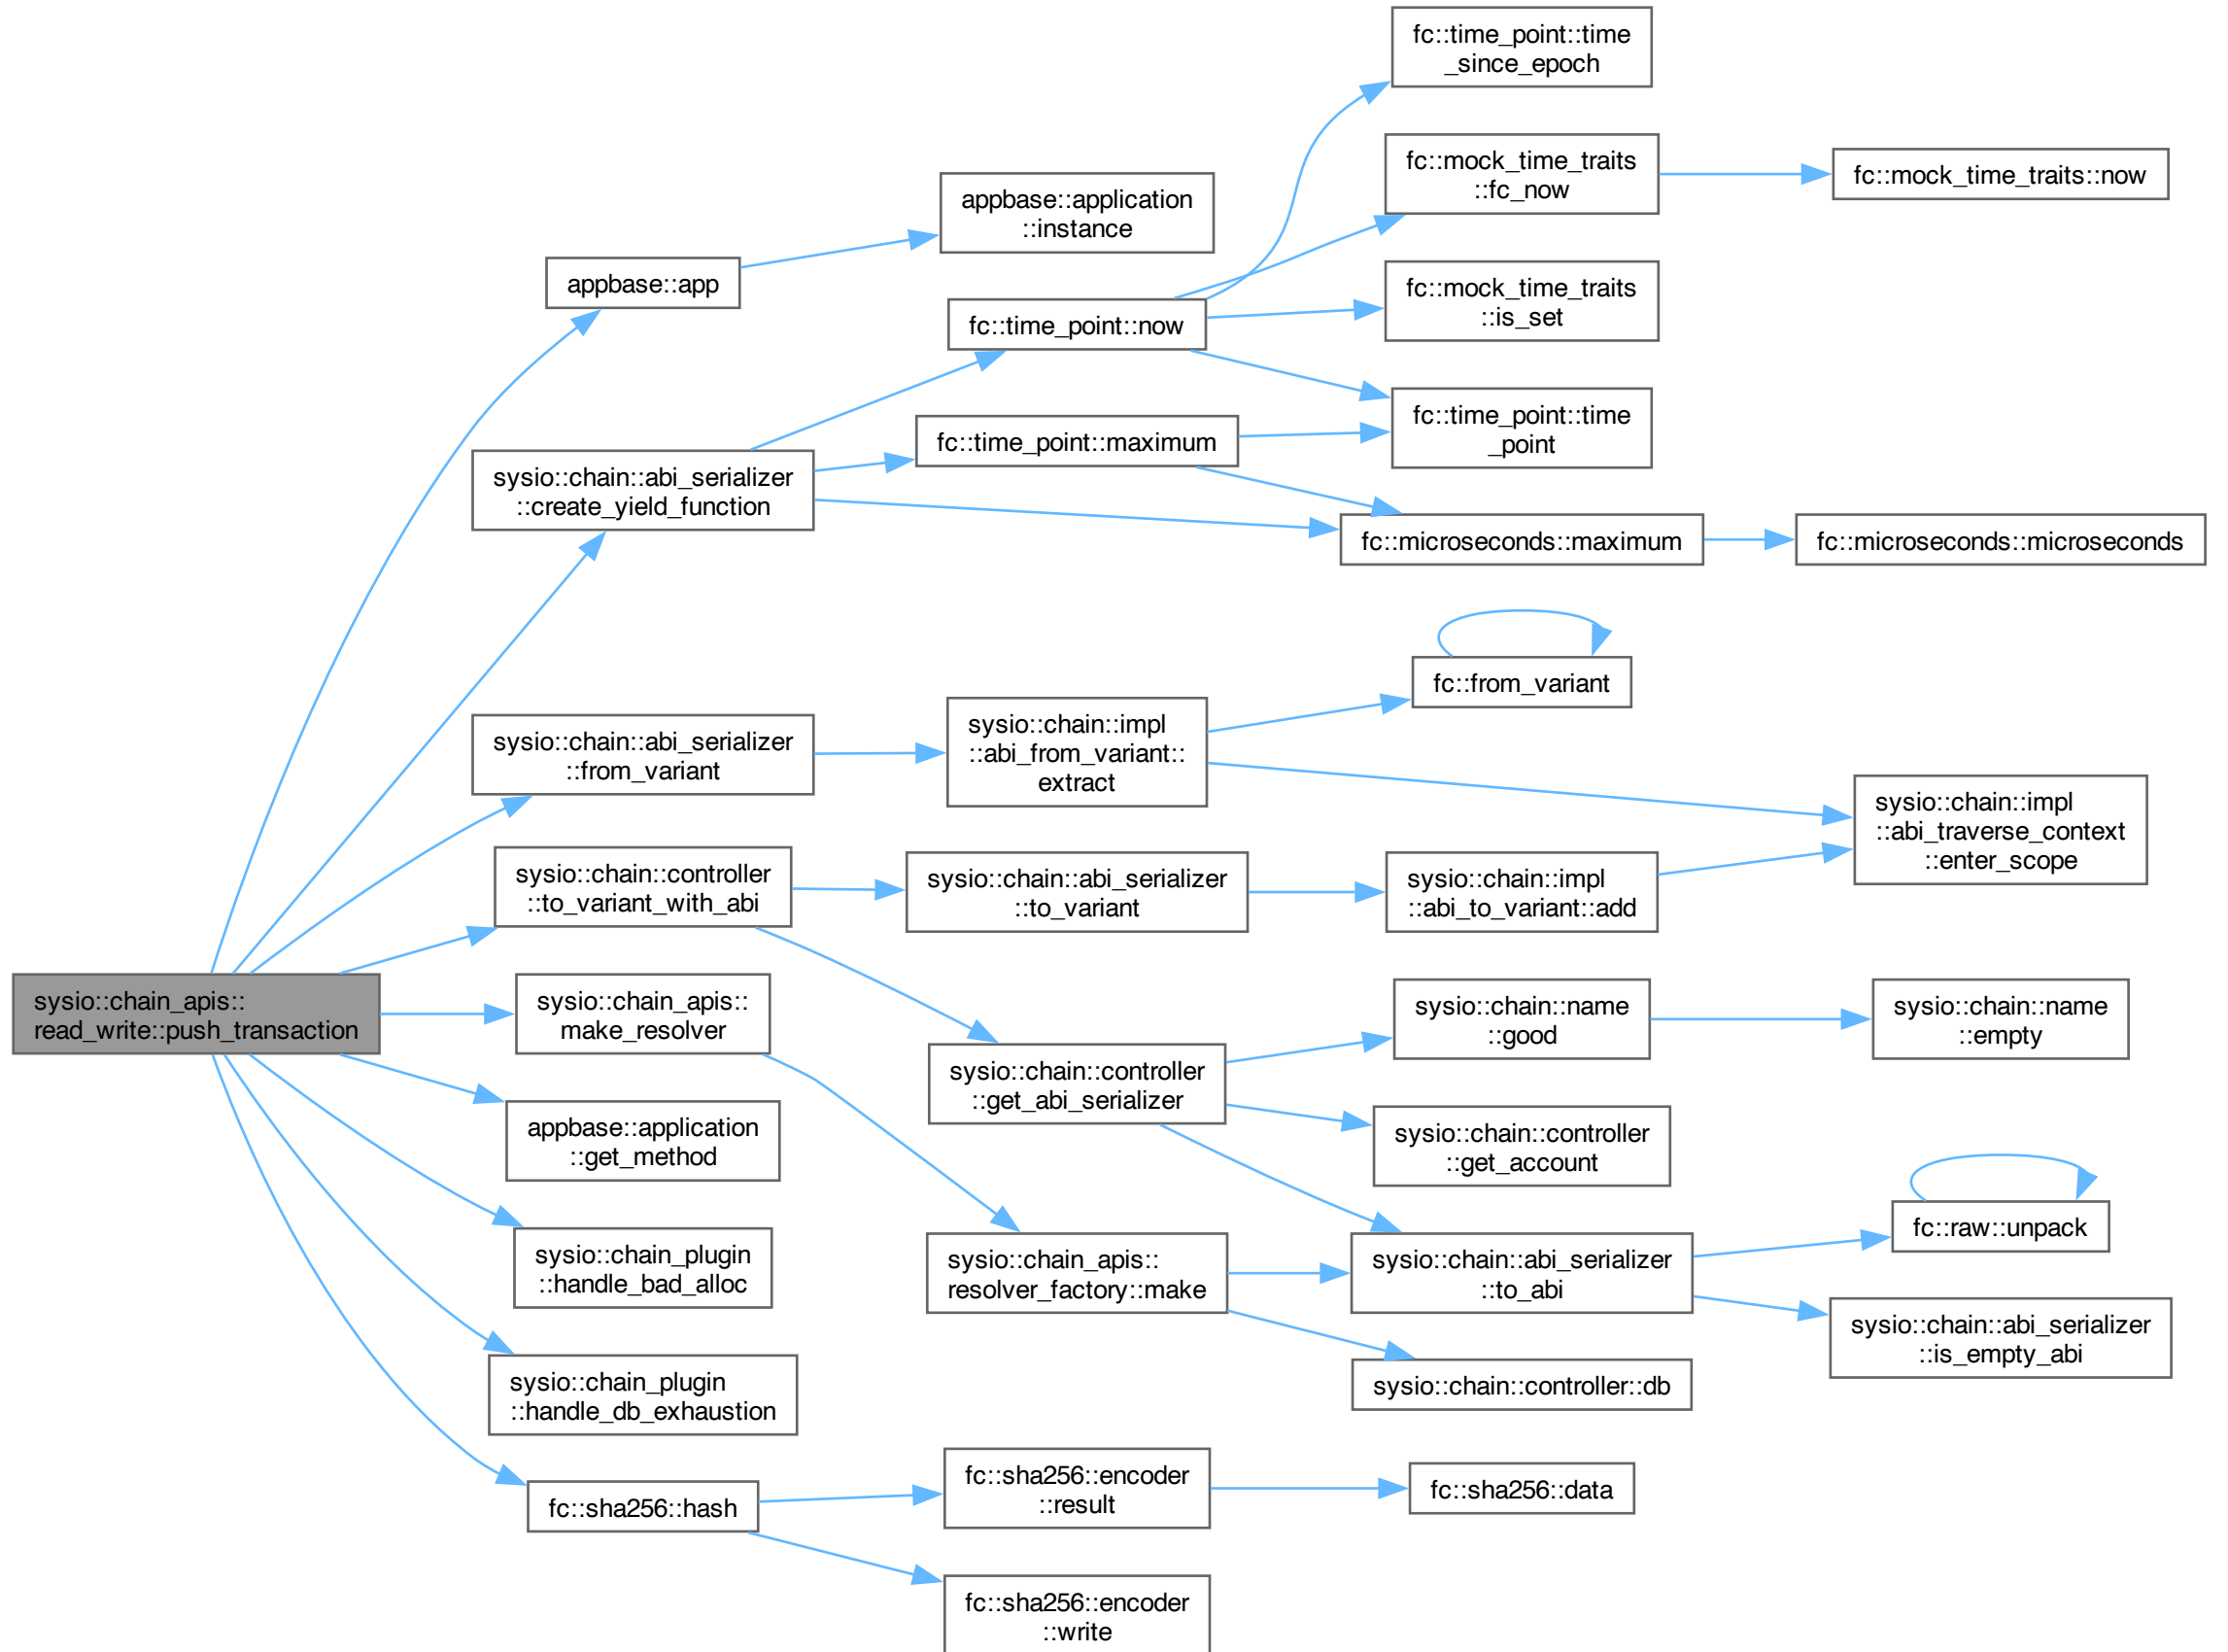 fc::time_point::time
_since_epoch
fc::mock_time_traits
::fc_now
fc::mock_time_traits::now
appbase::application
::instance
appbase::app
fc::time_point::now
fc::mock_time_traits
::is_set
fc::time_point::time
_point
fc::time_point::maximum
sysio::chain::abi_serializer
::create_yield_function
fc::microseconds::maximum
fc::microseconds::microseconds
fc::from_variant
sysio::chain::abi_serializer
::from_variant
sysio::chain::impl
::abi_from_variant::
extract
sysio::chain::impl
::abi_traverse_context
::enter_scope
sysio::chain::controller
::to_variant_with_abi
sysio::chain::abi_serializer
::to_variant
sysio::chain::impl
::abi_to_variant::add
sysio::chain_apis::
read_write::push_transaction
sysio::chain_apis::
make_resolver
sysio::chain::name
::good
sysio::chain::name
::empty
sysio::chain::controller
::get_abi_serializer
appbase::application
::get_method
sysio::chain::controller
::get_account
fc::raw::unpack
sysio::chain_plugin
::handle_bad_alloc
sysio::chain_apis::
resolver_factory::make
sysio::chain::abi_serializer
::to_abi
sysio::chain::abi_serializer
::is_empty_abi
sysio::chain::controller::db
sysio::chain_plugin
::handle_db_exhaustion
fc::sha256::hash
fc::sha256::encoder
::result
fc::sha256::data
fc::sha256::encoder
::write